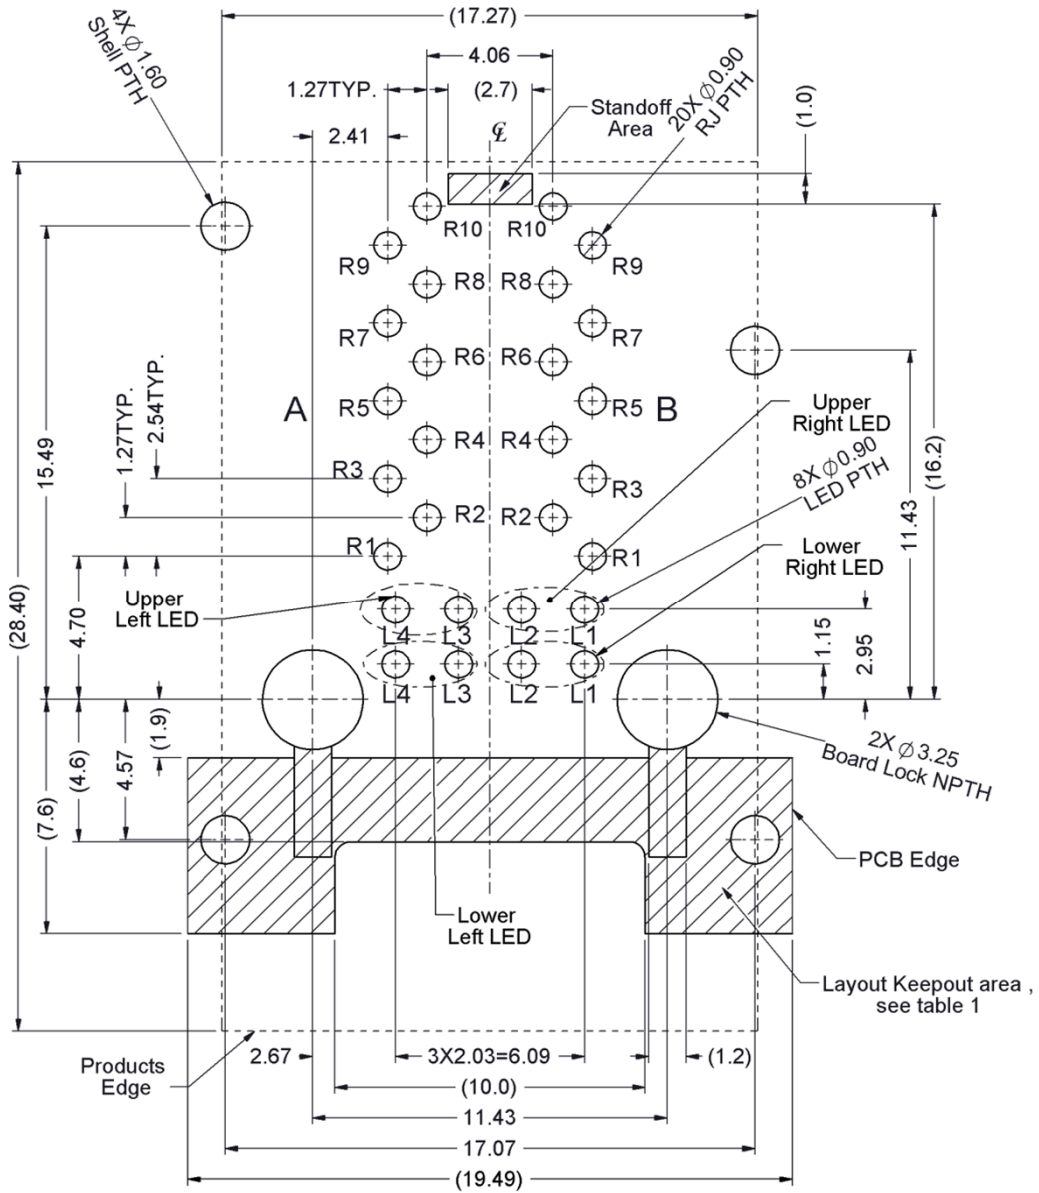 (17.27)
4X Ø1.60
Shell PTH
4.06
1.27TYP.
(2.7)
Standoff
Area
20X Ø0.90
RJ PTH
(1.0)
2.41
℄
R10 R10
R9 R9
R8 R8
R7 R7
R6 R6
R5 R5
A B
R4 R4
R3 R3
R2 R2
R1 R1
15.49
1.27TYP.
2.54TYP.
Upper
Right LED
8X Ø0.90
LED PTH
(16.2)
11.43
Lower
Right LED
(28.40)
4.70
Upper
Left LED
L4 L3 L2 L1
L4 L3 L2 L1
1.15
2.95
(1.9)
(4.6)
4.57
(7.6)
2X Ø3.25
Board Lock NPTH
PCB Edge
Lower
Left LED
Layout Keepout area ,
see table 1
Products
Edge
2.67
3X2.03=6.09
(1.2)
(10.0)
11.43
17.07
(19.49)